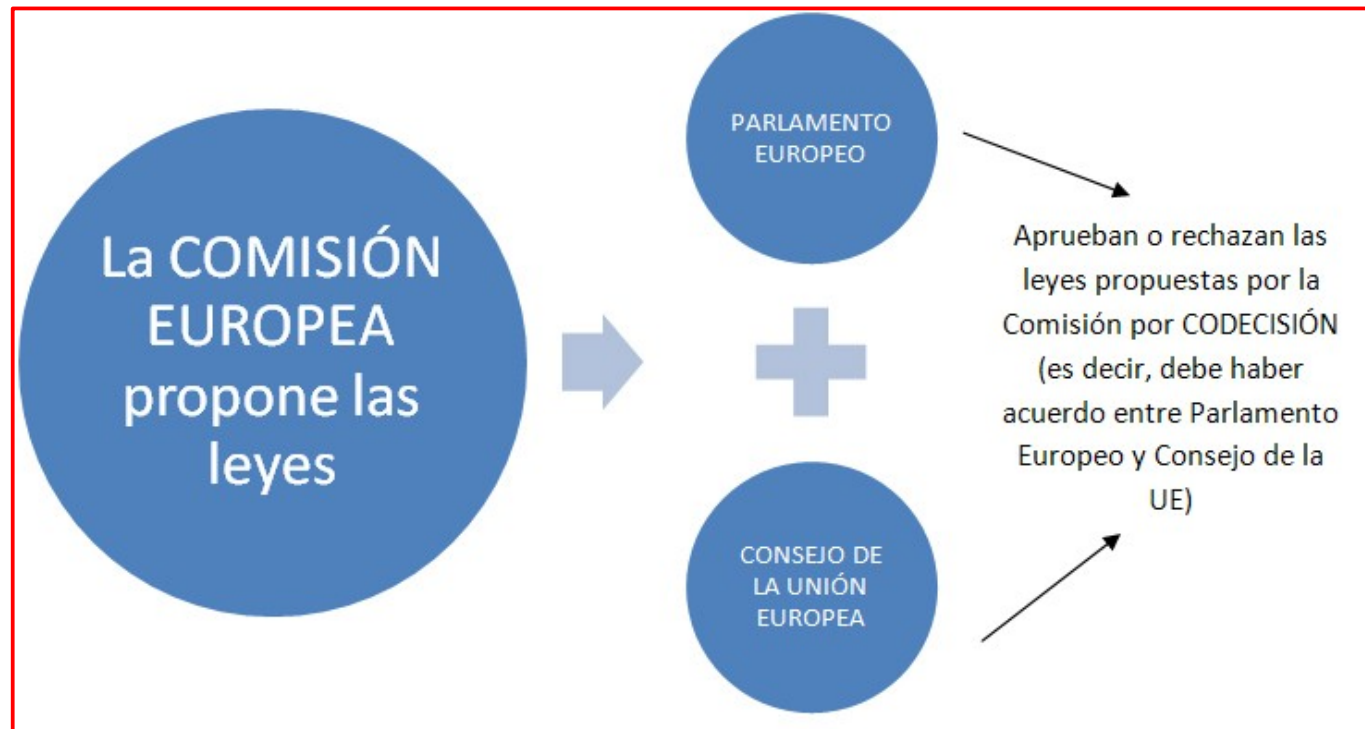 La COMISIÓN
EUROPEA
propone las
leyes
PARLAMENTO
EUROPEO
CONSEJO DE
LA UNIÓN
EUROPEA
Aprueban o rechazan las
leyes propuestas por la
Comisión por CODECISIÓN
(es decir, debe haber
acuerdo entre Parlamento
Europeo y Consejo de la
UE)